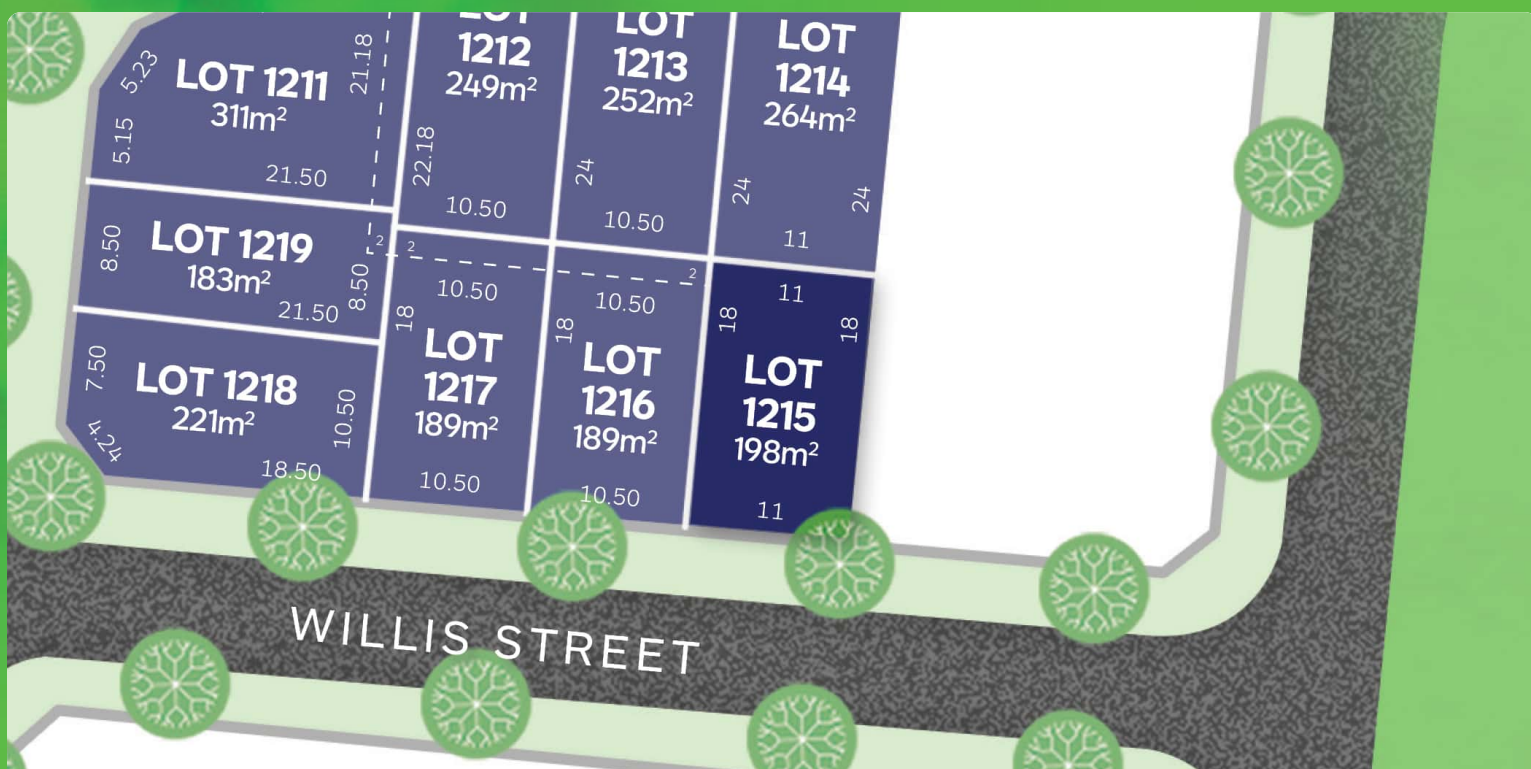 LOT
1212
249m²
22.18
10.50
LOT
1213
252m²
24
10.50
LOT
1214
264m²
24
24
11
5.23
LOT 1211
311m²
21.18
5.15
21.50
8.50
LOT 1219
183m²
8.50
21.50
2
2
2
7.50
LOT 1218
221m²
10.50
4.24
18.50
10.50
18
LOT
1217
189m²
10.50
10.50
18
LOT
1216
189m²
10.50
11
18
18
LOT
1215
198m²
11
WILLIS STREET